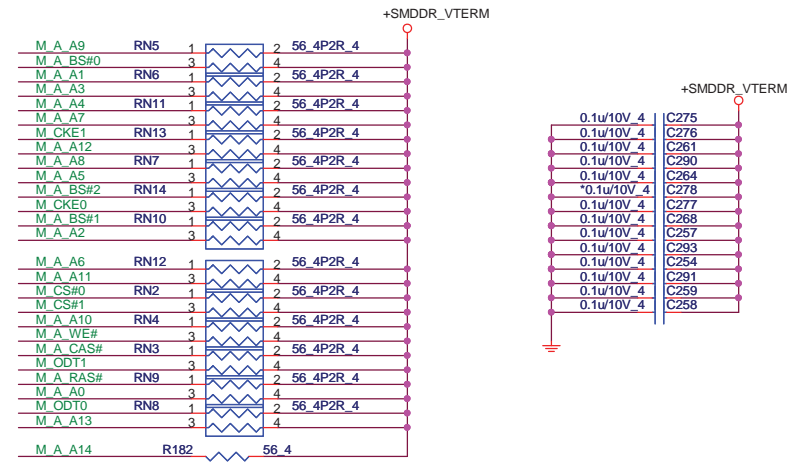 +SMDDR_VTERM
M_A_A9 RN5 1 2 56_4P2R_4
M_A_BS#0 3 4
M_A_A1 RN6 1 2 56_4P2R_4
M_A_A3 3 4
M_A_A4 RN11 1 2 56_4P2R_4
M_A_A7 3 4
M_CKE1 RN13 1 2 56_4P2R_4
M_A_A12 3 4
M_A_A8 RN7 1 2 56_4P2R_4
M_A_A5 3 4
M_A_BS#2 RN14 1 2 56_4P2R_4
M_CKE0 3 4
M_A_BS#1 RN10 1 2 56_4P2R_4
M_A_A2 3 4
M_A_A6 RN12 1 2 56_4P2R_4
M_A_A11 3 4
M_CS#0 RN2 1 2 56_4P2R_4
M_CS#1 3 4
M_A_A10 RN4 1 2 56_4P2R_4
M_A_WE# 3 4
M_A_CAS# RN3 1 2 56_4P2R_4
M_ODT1 3 4
M_A_RAS# RN9 1 2 56_4P2R_4
M_A_A0 3 4
M_ODT0 RN8 1 2 56_4P2R_4
M_A_A13 3 4
M_A_A14 R182 56_4
+SMDDR_VTERM
0.1u/10V_4 C275
0.1u/10V_4 C276
0.1u/10V_4 C261
0.1u/10V_4 C290
0.1u/10V_4 C264
*0.1u/10V_4 C278
0.1u/10V_4 C277
0.1u/10V_4 C268
0.1u/10V_4 C257
0.1u/10V_4 C293
0.1u/10V_4 C254
0.1u/10V_4 C291
0.1u/10V_4 C259
0.1u/10V_4 C258